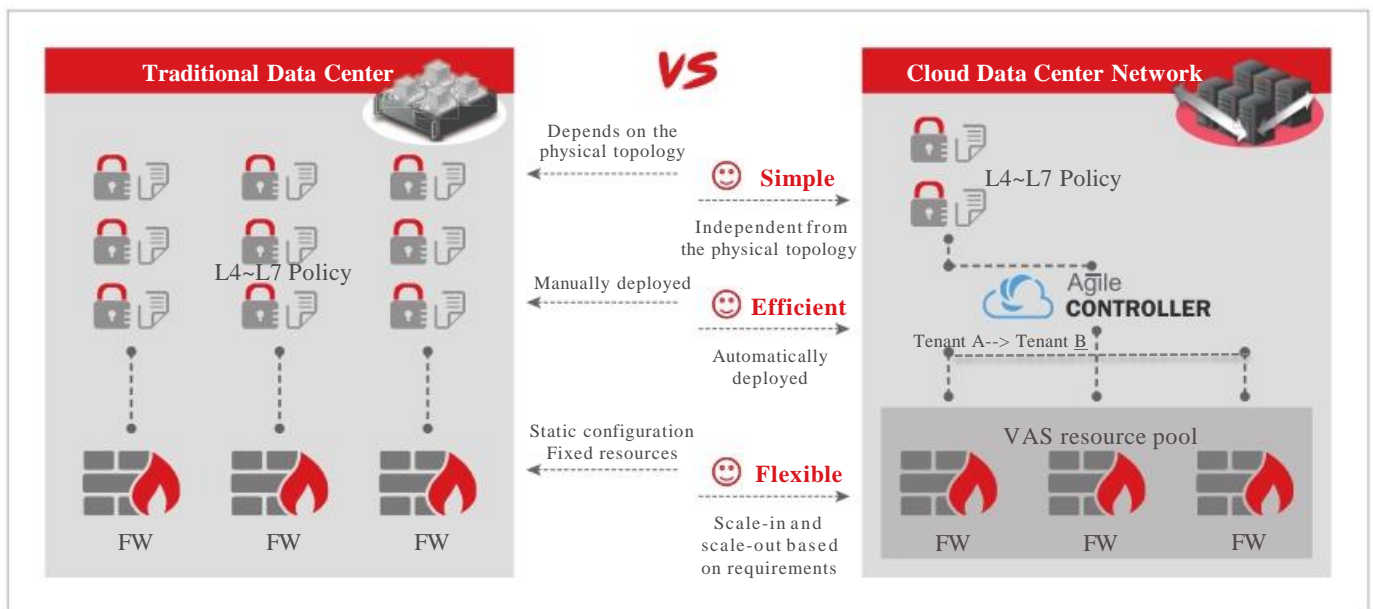 Traditional Data Center
VS
Cloud Data Center Network
Depends on the
physical topology
Simple
Independent from
the physical topology
L4~L7 Policy
L4~L7 Policy
Manually deployed
Efficient
Automatically
deployed
Agile
CONTROLLER
Tenant A--> Tenant B
Static configuration
Fixed resources
Flexible
Scale-in and
scale-out based
on requirements
VAS resource pool
FW
FW
FW
FW
FW
FW